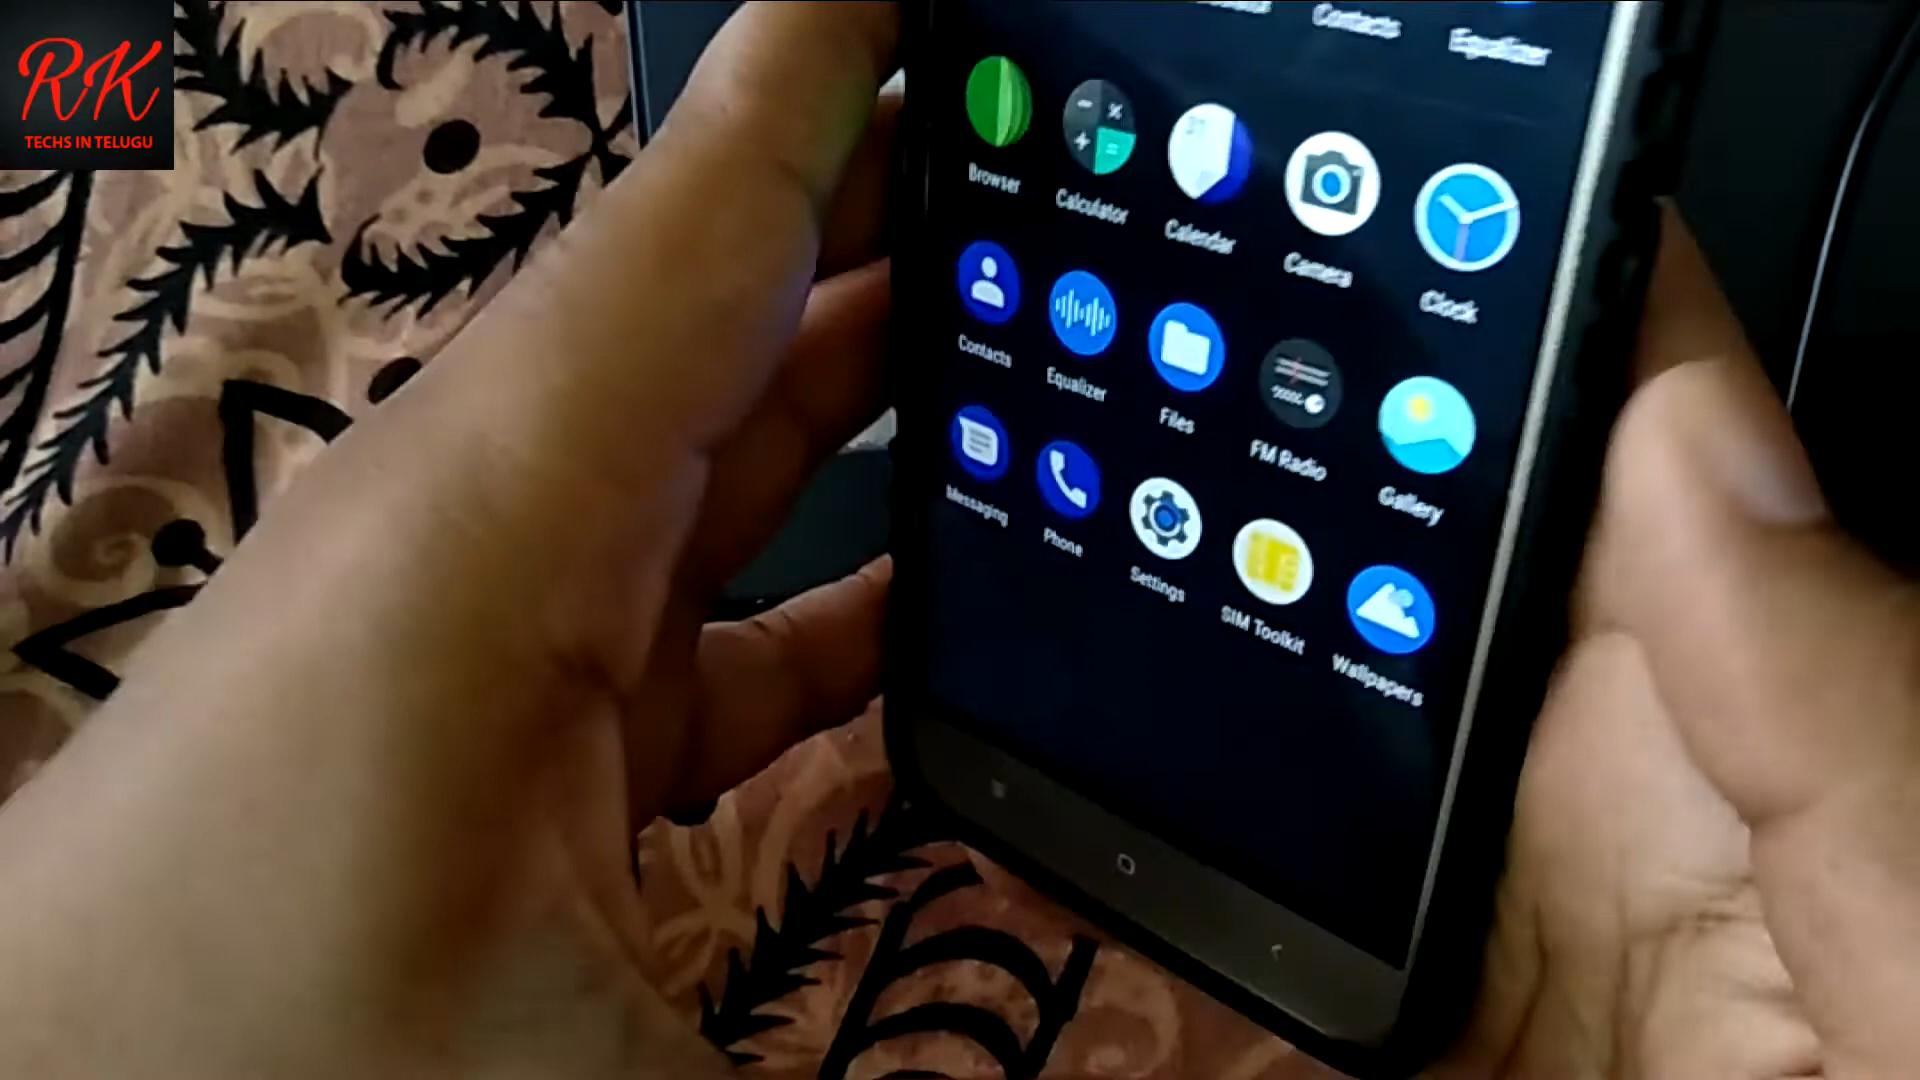 RK
TECHS IN TELUGU
Contacts
Equalizer
Browser
Calculator
Calendar
Camera
Clock
Contacts
Equalizer
Files
FM Radio
Gallery
Messaging
Phone
Settings
SIM Toolkit
Wallpapers